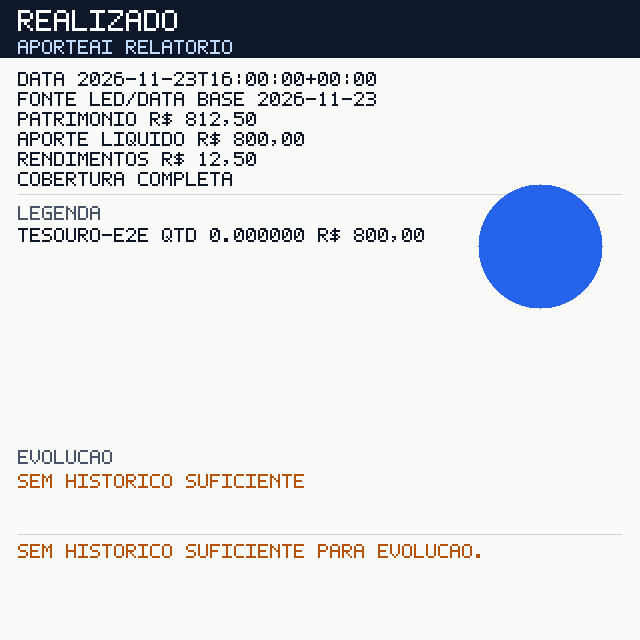 REALIZADO
APORTEAI RELATORIO
DATA 2026-11-23T16:00:00+00:00
FONTE LED/DATA BASE 2026-11-23
PATRIMONIO R$ 812,50
APORTE LIQUIDO R$ 800,00
RENDIMENTOS R$ 12,50
COBERTURA COMPLETA
LEGENDA
TESOURO-E2E QTD 0.000000 R$ 800,00
EVOLUCAO
SEM HISTORICO SUFICIENTE
SEM HISTORICO SUFICIENTE PARA EVOLUCAO.